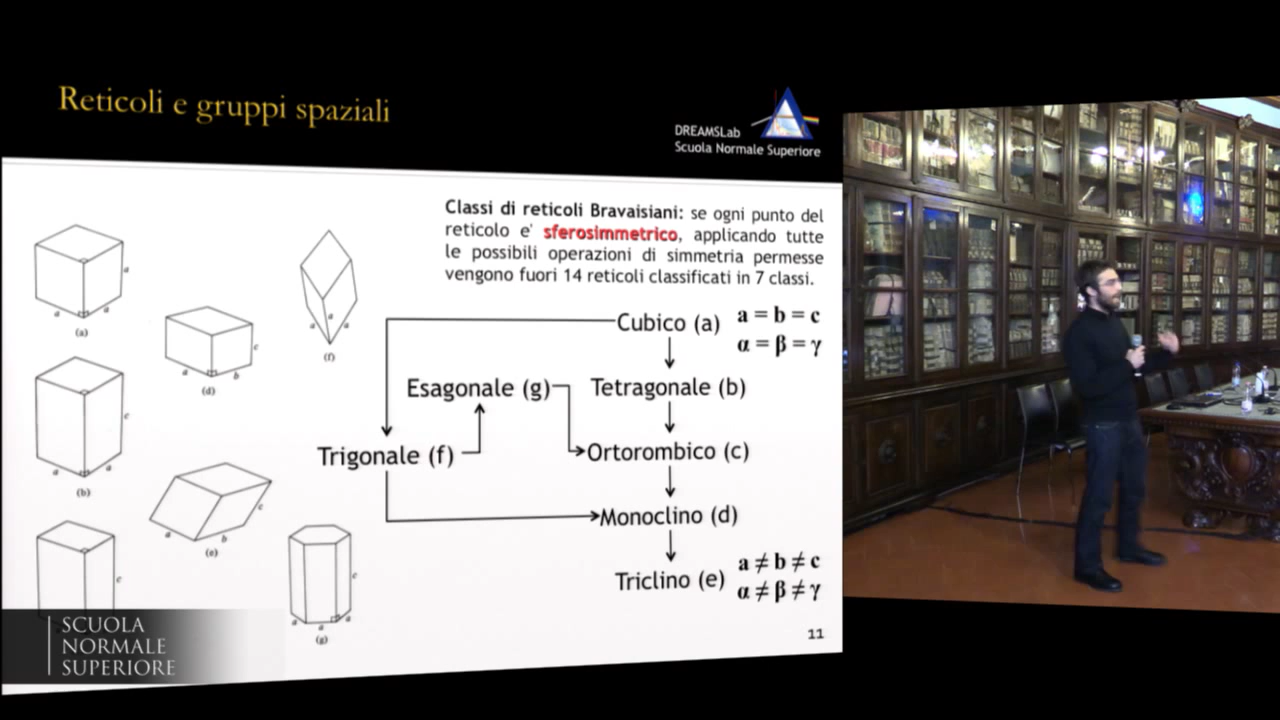 Reticoli e gruppi spaziali
DREAMSLab
Scuola Normale Superiore
Classi di reticoli Bravaisiani: se ogni punto del
reticolo e' sferosimmetrico, applicando tutte
le possibili operazioni di simmetria permesse
vengono fuori 14 reticoli classificati in 7 classi.
a
a a
(a)
c
a a
(b)
c
c
a b
(d)
c
a b
(e)
a
a a
(f)
c
a a a
(g)
Cubico (a)
a = b = c
α = β = γ
Esagonale (g)
Tetragonale (b)
Trigonale (f)
Ortorombico (c)
Monoclino (d)
Triclino (e)
a ≠ b ≠ c
α ≠ β ≠ γ
11
SCUOLA
NORMALE
SUPERIORE